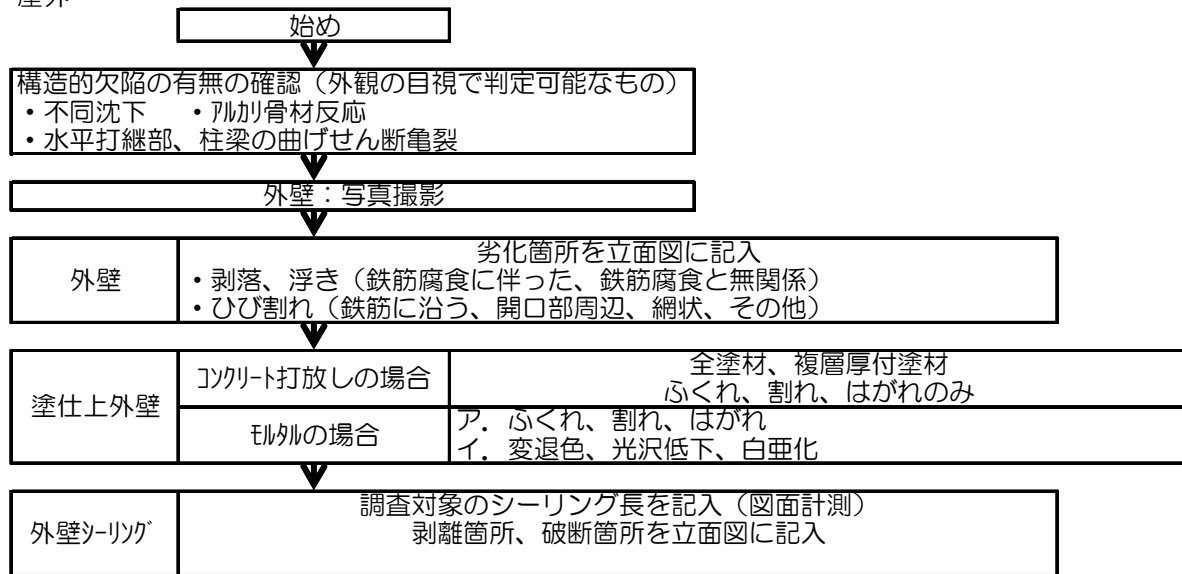 始め
構造的欠陥の有無の確認（外観の目視で判定可能なもの）
・不同沈下　・ｱﾙｶﾘ骨材反応
・水平打継部、柱梁の曲げせん断亀裂
外壁：写真撮影
外壁
劣化箇所を立面図に記入
・剥落、浮き（鉄筋腐食に伴った、鉄筋腐食と無関係）
・ひび割れ（鉄筋に沿う、開口部周辺、網状、その他）
塗仕上外壁
ｺﾝｸﾘｰﾄ打放しの場合
全塗材、複層厚付塗材
ふくれ、割れ、はがれのみ
ﾓﾙﾀﾙの場合
ア．ふくれ、割れ、はがれ
イ．変退色、光沢低下、白亜化
外壁ｼｰﾘﾝｸﾞ
調査対象のシーリング長を記入（図面計測）
剥離箇所、破断箇所を立面図に記入